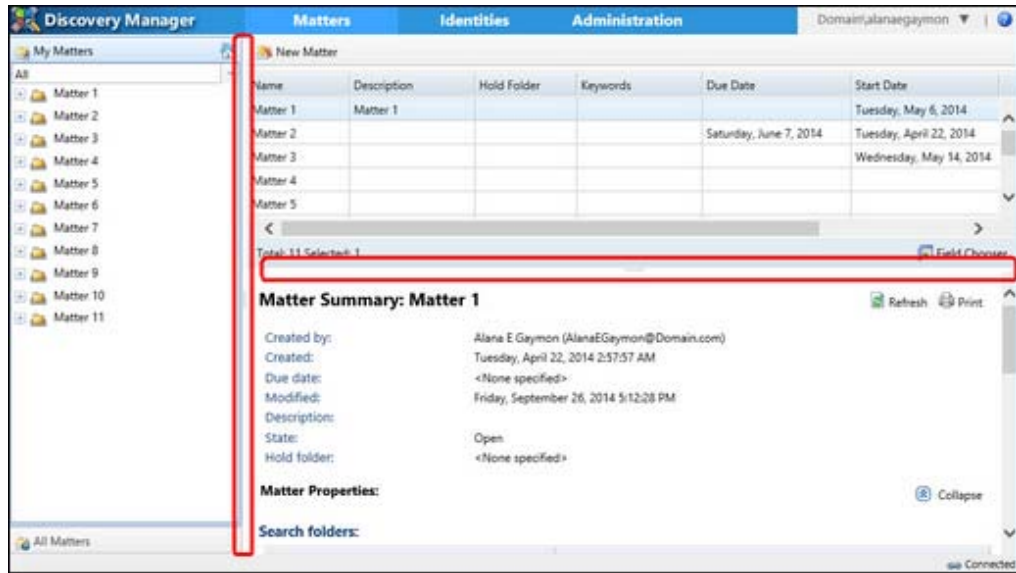 Discovery Manager
Matters
Identities
Administration
Domain\alanaegaymon
My Matters
New Matter
All
Matter 1
Matter 2
Matter 3
Matter 4
Matter 5
Matter 6
Matter 7
Matter 8
Matter 9
Matter 10
Matter 11
All Matters
Name Description Hold Folder Keywords Due Date Start Date
Matter 1 Matter 1 Tuesday, May 6, 2014
Matter 2 Saturday, June 7, 2014 Tuesday, April 22, 2014
Matter 3 Wednesday, May 14, 2014
Matter 4
Matter 5
Total: 11 Selected: 1
Field Chooser
Matter Summary: Matter 1
Refresh Print
Created by: Alana E Gaymon (AlanaEGaymon@Domain.com)
Created: Tuesday, April 22, 2014 2:57:57 AM
Due date: <None specified>
Modified: Friday, September 26, 2014 5:12:28 PM
Description:
State: Open
Hold folder: <None specified>
Matter Properties:
Collapse
Search folders:
Connected